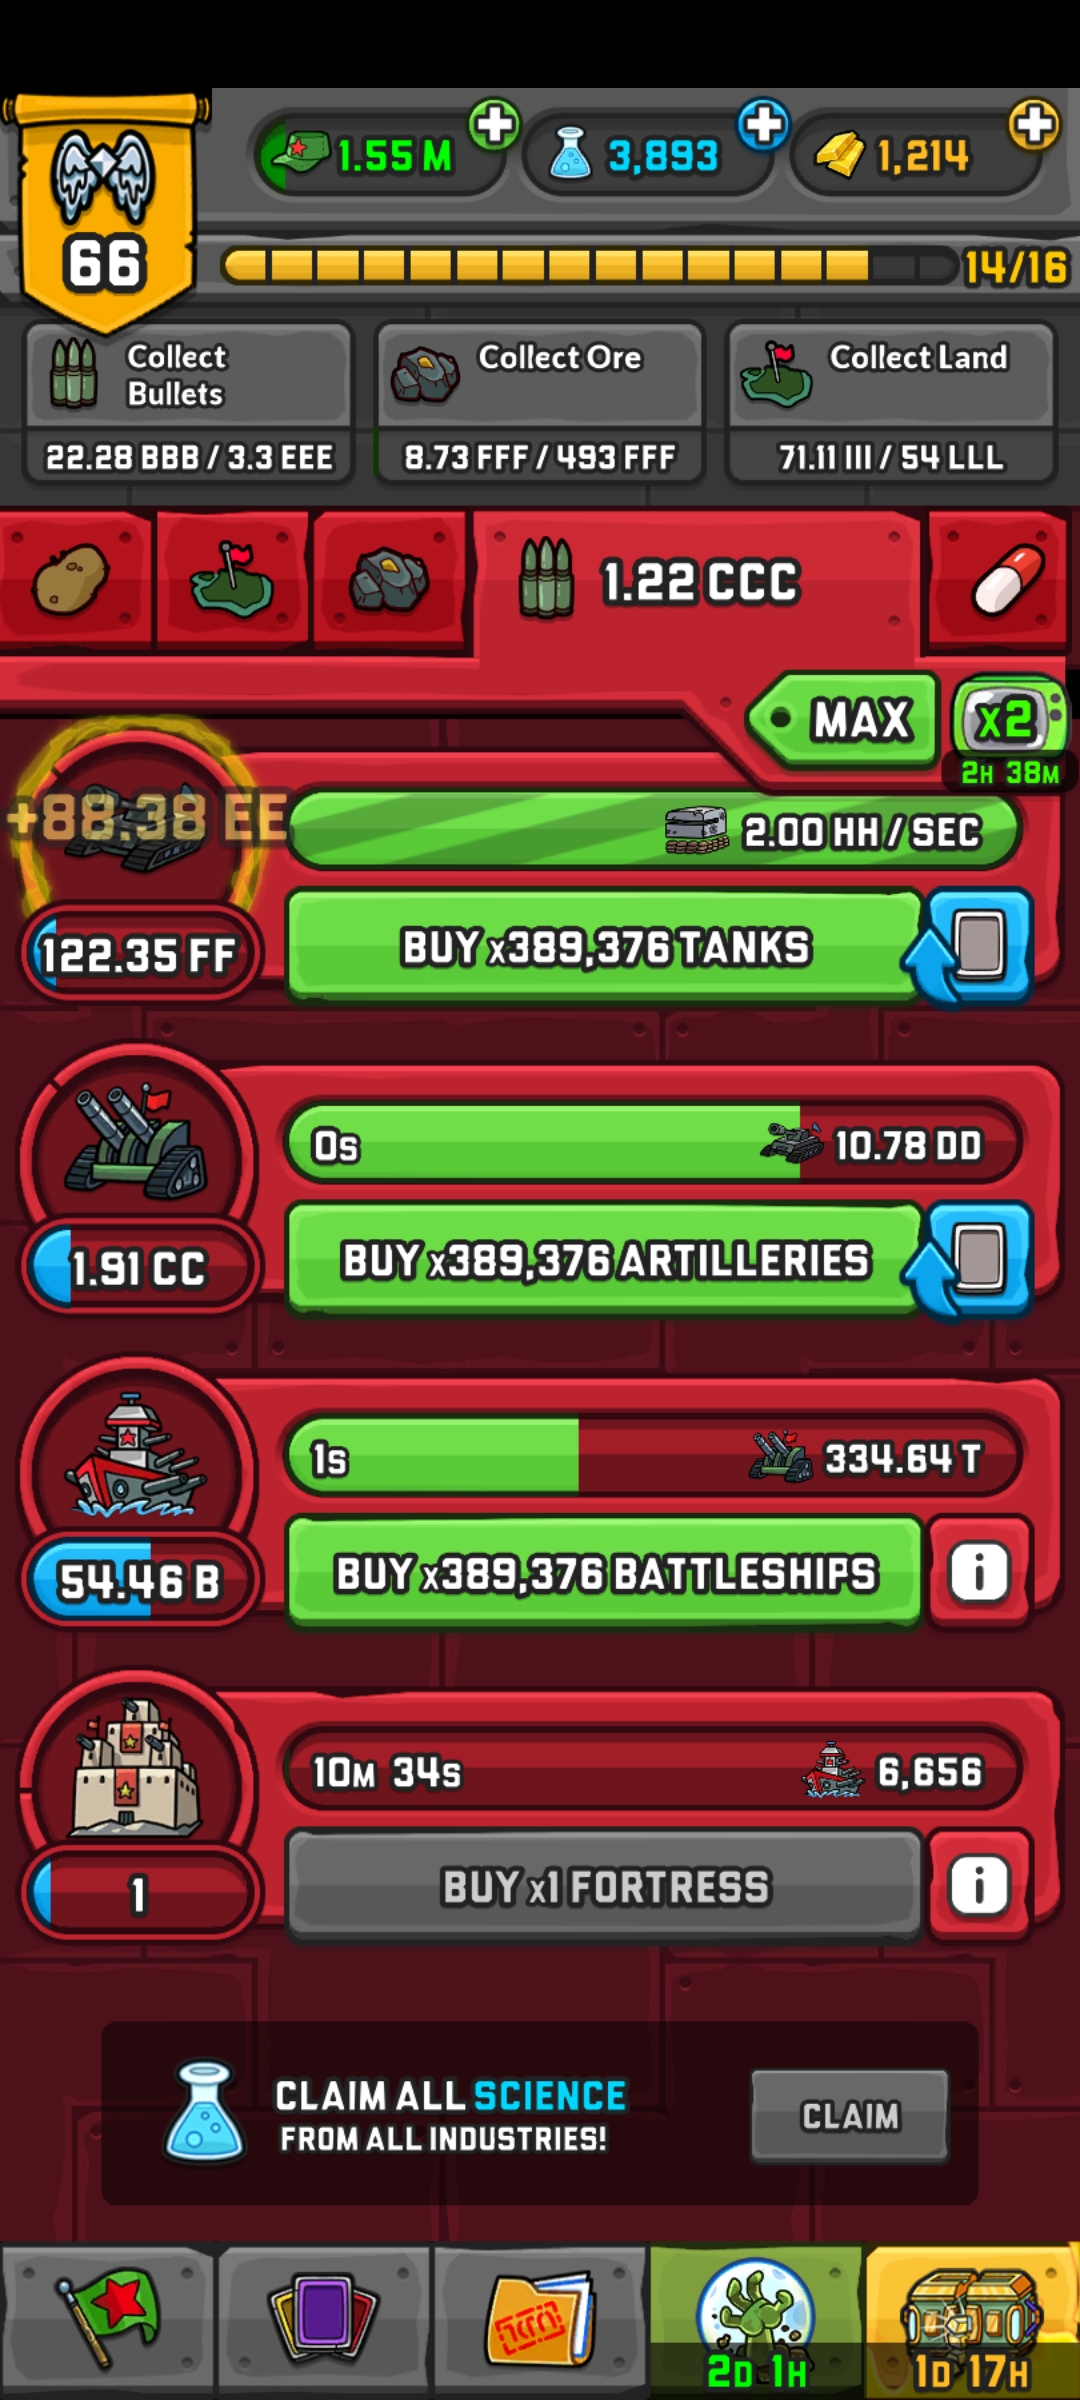 1.55 M
3,893
1,214
66
14/16
Collect
Bullets
Collect Ore
Collect Land
22.28 BBB / 3.3 EEE
8.73 FFF / 493 FFF
71.11 III / 54 LLL
1.22 CCC
MAX
x2
2H 38M
+88.38 EE
2.00 HH / SEC
122.35 FF
BUY x389,376 TANKS
0s
10.78 DD
1.91 CC
BUY x389,376 ARTILLERIES
1s
334.64 T
54.46 B
BUY x389,376 BATTLESHIPS
i
10M 34s
6,656
1
BUY x1 FORTRESS
i
CLAIM ALL SCIENCE
FROM ALL INDUSTRIES!
CLAIM
2D 1H
1D 17H